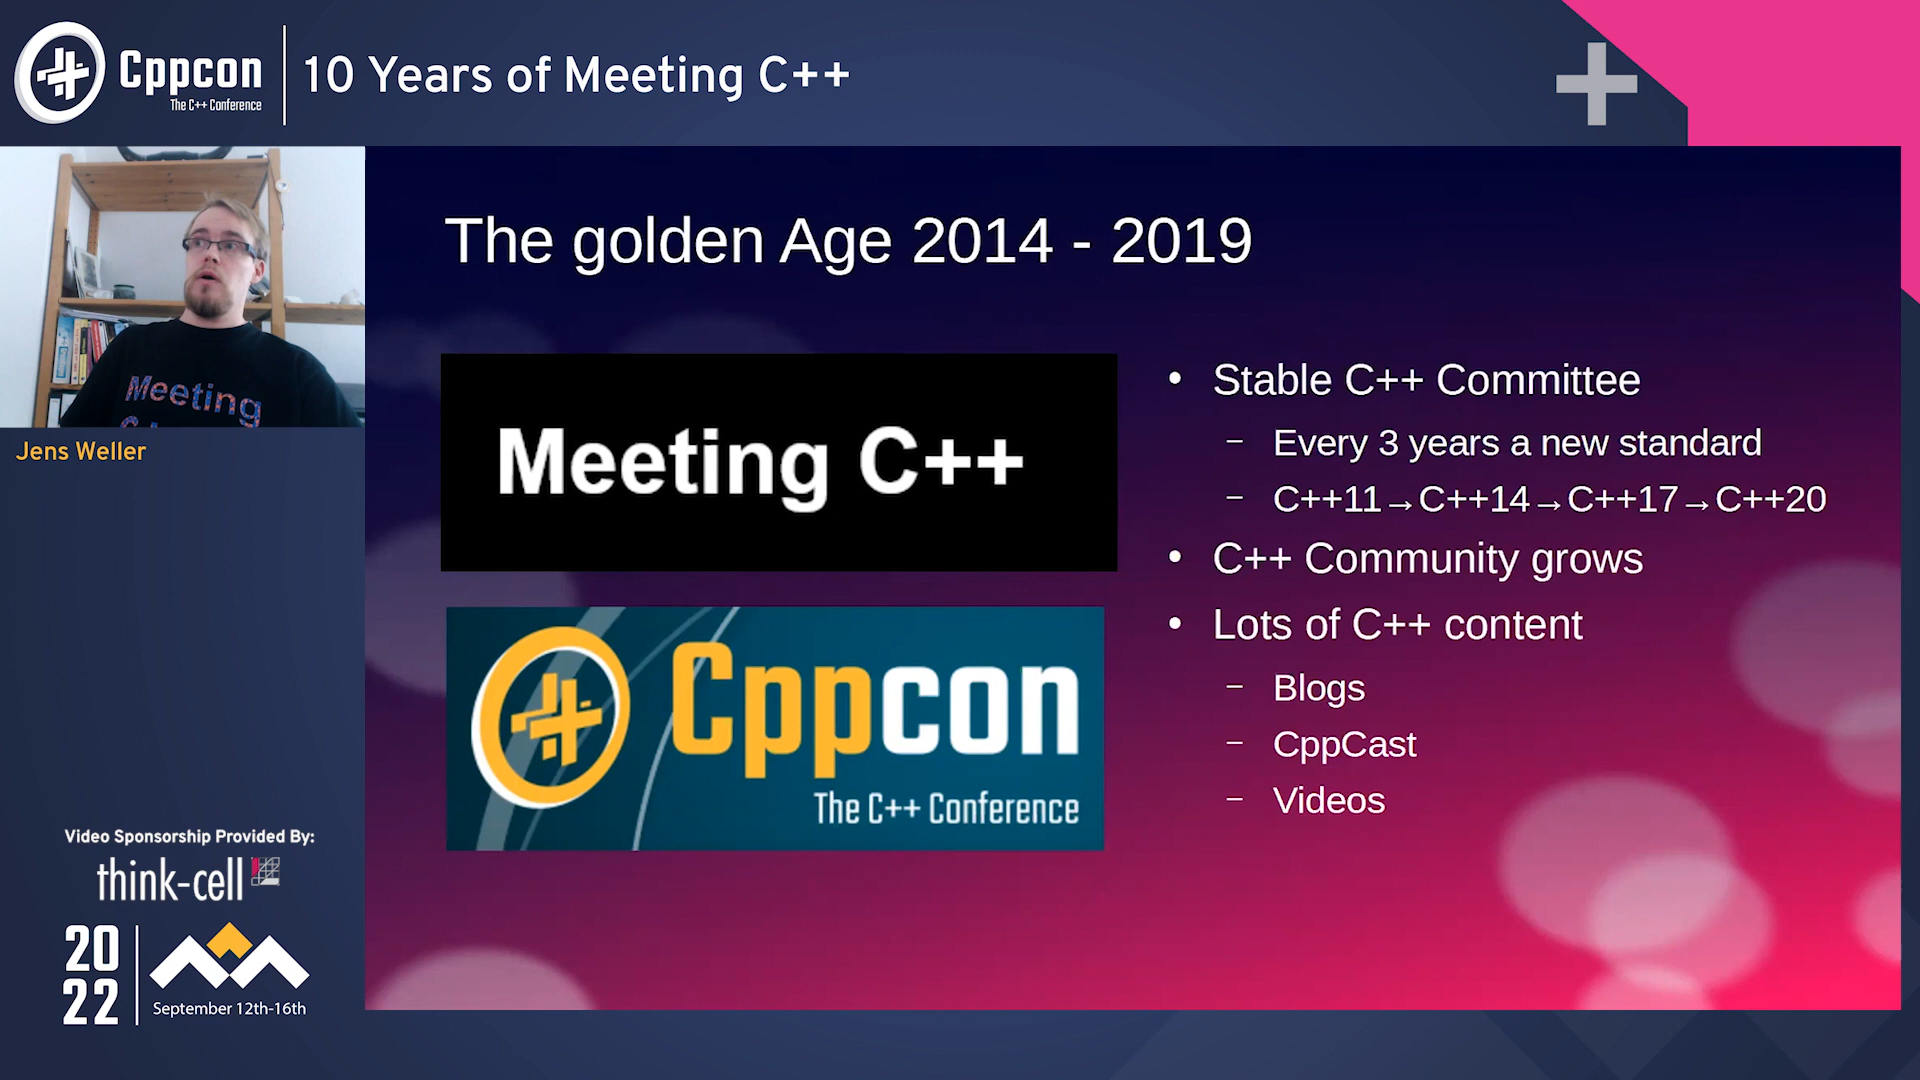 Cppcon
The C++ Conference
10 Years of Meeting C++
Meeting
Jens Weller
The golden Age 2014 - 2019
Meeting C++
Cppcon
The C++ Conference
• Stable C++ Committee
– Every 3 years a new standard
– C++11→C++14→C++17→C++20
• C++ Community grows
• Lots of C++ content
– Blogs
– CppCast
– Videos
Video Sponsorship Provided By:
think-cell
20
22
September 12th-16th